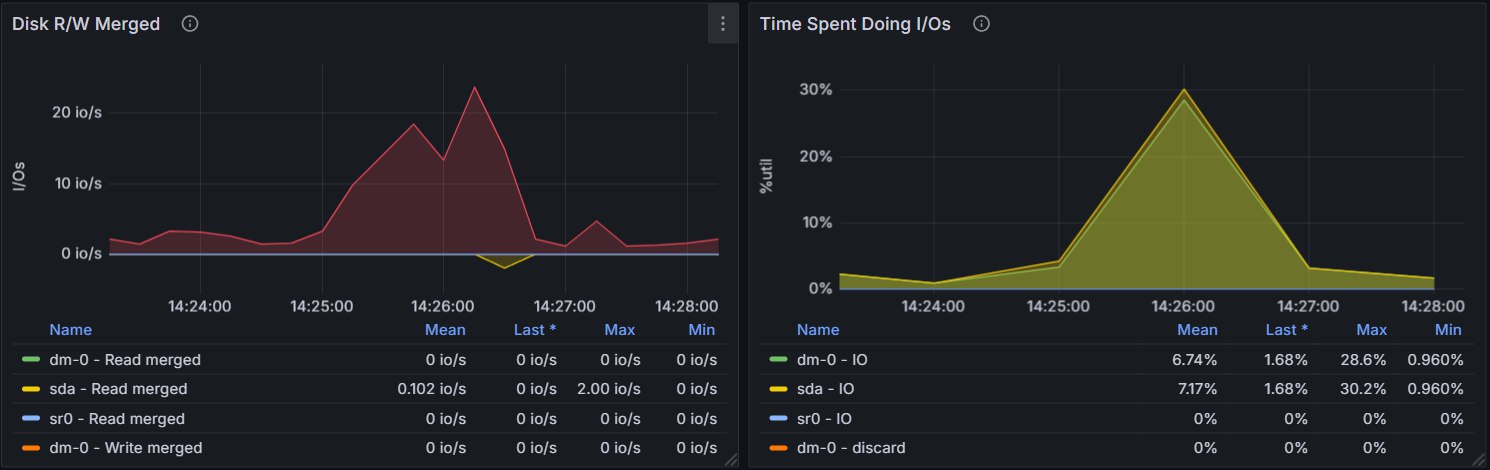 Disk R/W Merged
I/Os
20 io/s
10 io/s
0 io/s
14:24:00 14:25:00 14:26:00 14:27:00 14:28:00
Name Mean Last * Max Min
dm-0 - Read merged 0 io/s 0 io/s 0 io/s 0 io/s
sda - Read merged 0.102 io/s 0 io/s 2.00 io/s 0 io/s
sr0 - Read merged 0 io/s 0 io/s 0 io/s 0 io/s
dm-0 - Write merged 0 io/s 0 io/s 0 io/s 0 io/s
Time Spent Doing I/Os
%util
30%
20%
10%
0%
14:24:00 14:25:00 14:26:00 14:27:00 14:28:00
Name Mean Last * Max Min
dm-0 - IO 6.74% 1.68% 28.6% 0.960%
sda - IO 7.17% 1.68% 30.2% 0.960%
sr0 - IO 0% 0% 0% 0%
dm-0 - discard 0% 0% 0% 0%